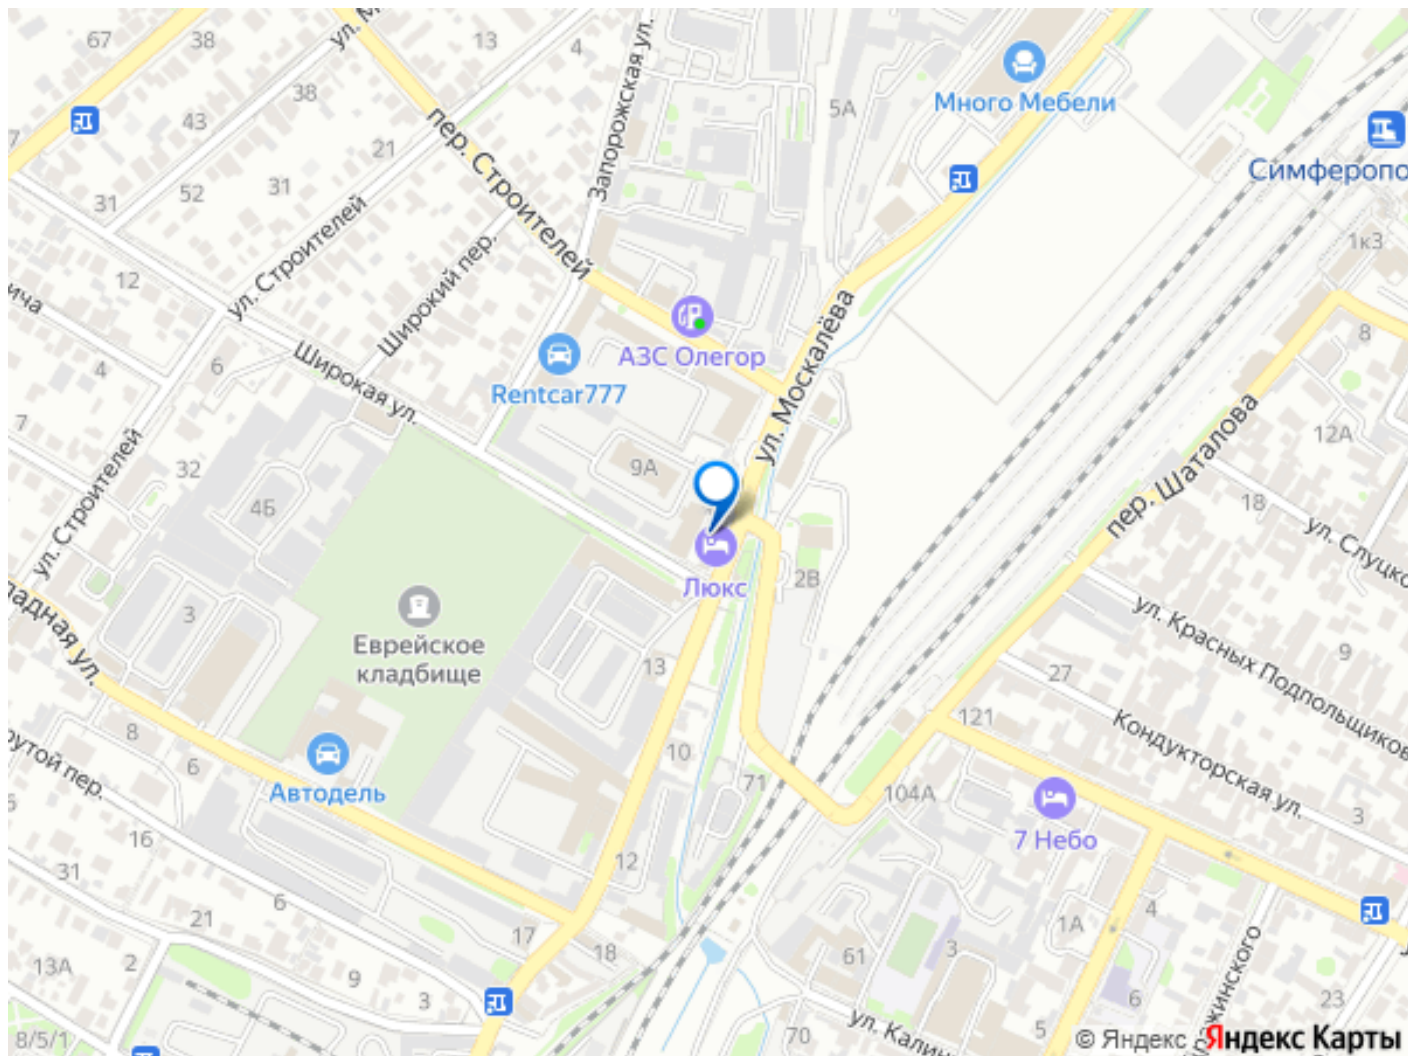 67
38
ул. М
13
4
Запорожская ул.
5А
Много Мебели
38
43
21
пер. Строителей
7
52
31
31
Симферопо
1к3
ича
12
ул. Строителей
Широкий пер.
АЗС Олегор
ул. Москалёва
8
4
6
Широкая ул.
Rentcar777
12А
7
32
9А
пер. Шаталова
4Б
18
ул. Строителей
ул. Слуцко
Люкс
2В
ладная ул.
3
Еврейское
кладбище
ул. Красных Подпольщиков
13
27
9
121
Кондукторская ул.
рутой пер.
8
6
10
71
Автодель
104А
7 Небо
3
16
12
31
6
21
17
18
1А
4
13А
2
9
3
61
3
6
ражинского
23
8/5/1
70
ул. Калин
5
© Яндекс Яндекс Карты